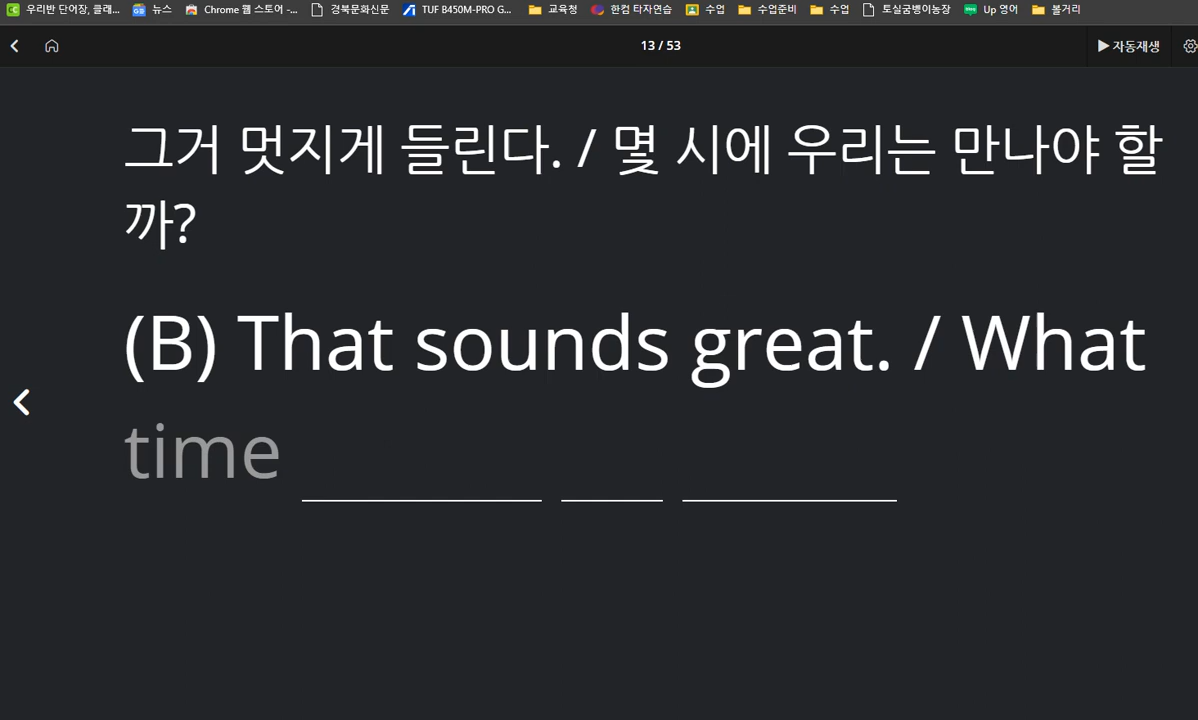 우리반 단어장, 클래... 뉴스 Chrome 웹 스토어 -... 경북문화신문 TUF B450M-PRO G... 교육청 한컴 타자연습 수업 수업준비 수업 토실굼벵이농장 Up 영어 볼거리
13 / 53 ▶자동재생
그거 멋지게 들린다. / 몇 시에 우리는 만나야 할
까?
(B) That sounds great. / What
time